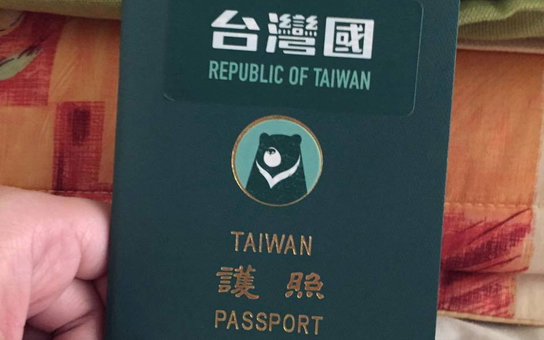 台灣國
REPUBLIC OF TAIWAN
TAIWAN
護照
PASSPORT